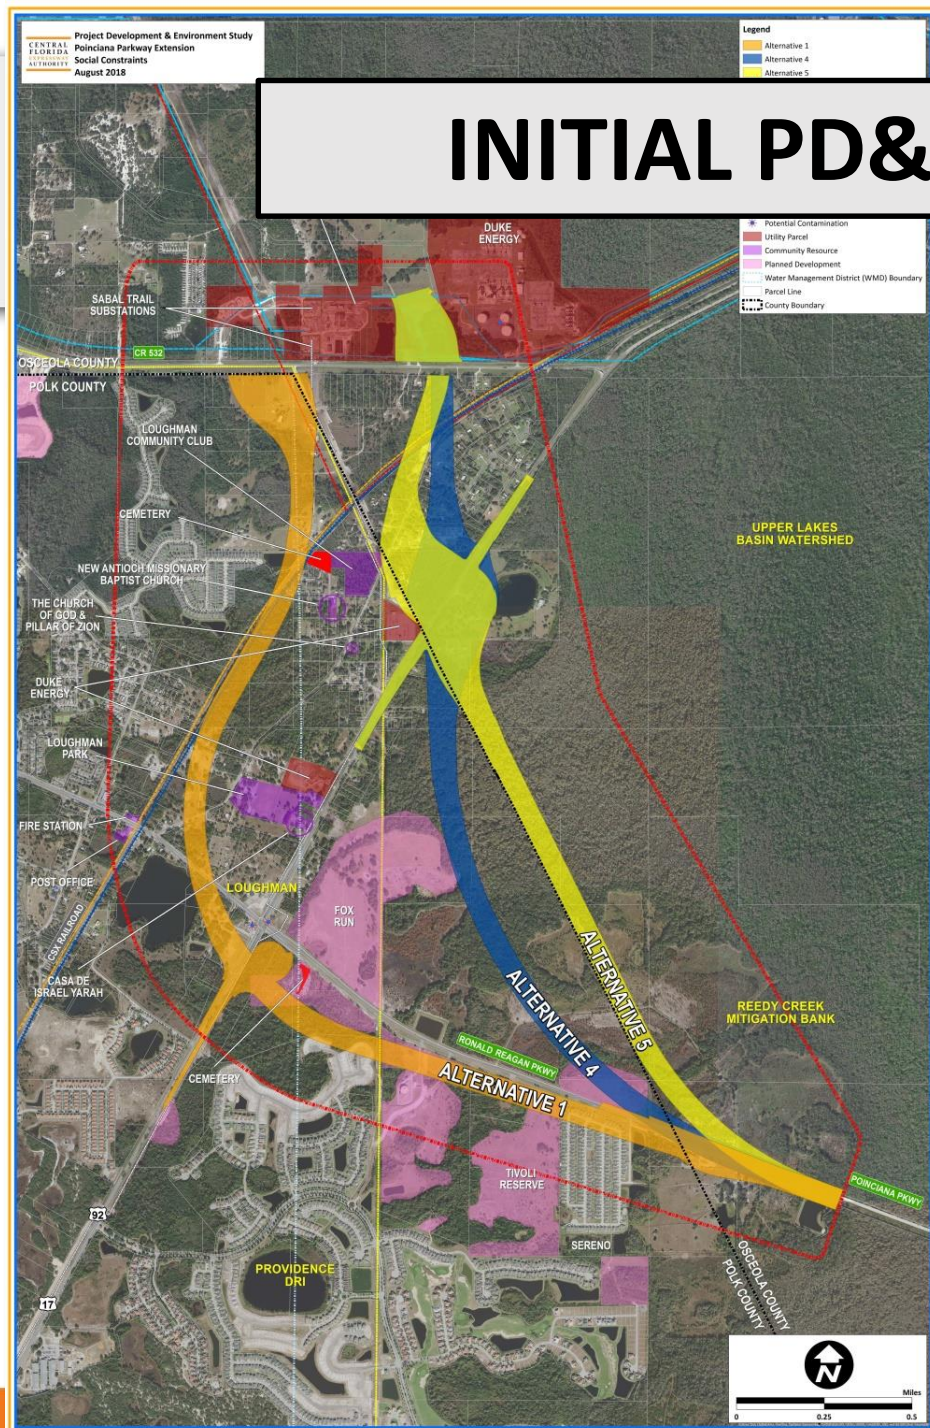 CENTRAL
FLORIDA
EXPRESSWAY
AUTHORITY
Project Development & Environment Study
Poinciana Parkway Extension
Social Constraints
August 2018
Legend
Alternative 1
Alternative 4
Alternative 5
INITIAL PD&
Potential Contamination
Utility Parcel
Community Resource
Planned Development
Water Management District (WMD) Boundary
Parcel Line
County Boundary
DUKE
ENERGY
SABAL TRAIL
SUBSTATIONS
CR 532
OSCEOLA COUNTY
POLK COUNTY
LOUGHMAN
COMMUNITY CLUB
CEMETERY
NEW ANTIOCH MISSIONARY
BAPTIST CHURCH
THE CHURCH
OF GOD &
PILLAR OF ZION
UPPER LAKES
BASIN WATERSHED
DUKE
ENERGY
LOUGHMAN
PARK
FIRE STATION
POST OFFICE
LOUGHMAN
FOX
RUN
CSX RAILROAD
CASA DE
ISRAEL YARAH
ALTERNATIVE 4
ALTERNATIVE 5
REEDY CREEK
MITIGATION BANK
CEMETERY
RONALD REAGAN PKWY
ALTERNATIVE 1
TIVOLI
RESERVE
POINCIANA PKWY
92
SERENO
OSCEOLA COUNTY
POLK COUNTY
PROVIDENCE
DRI
17
N
Miles
0 0.25 0.5